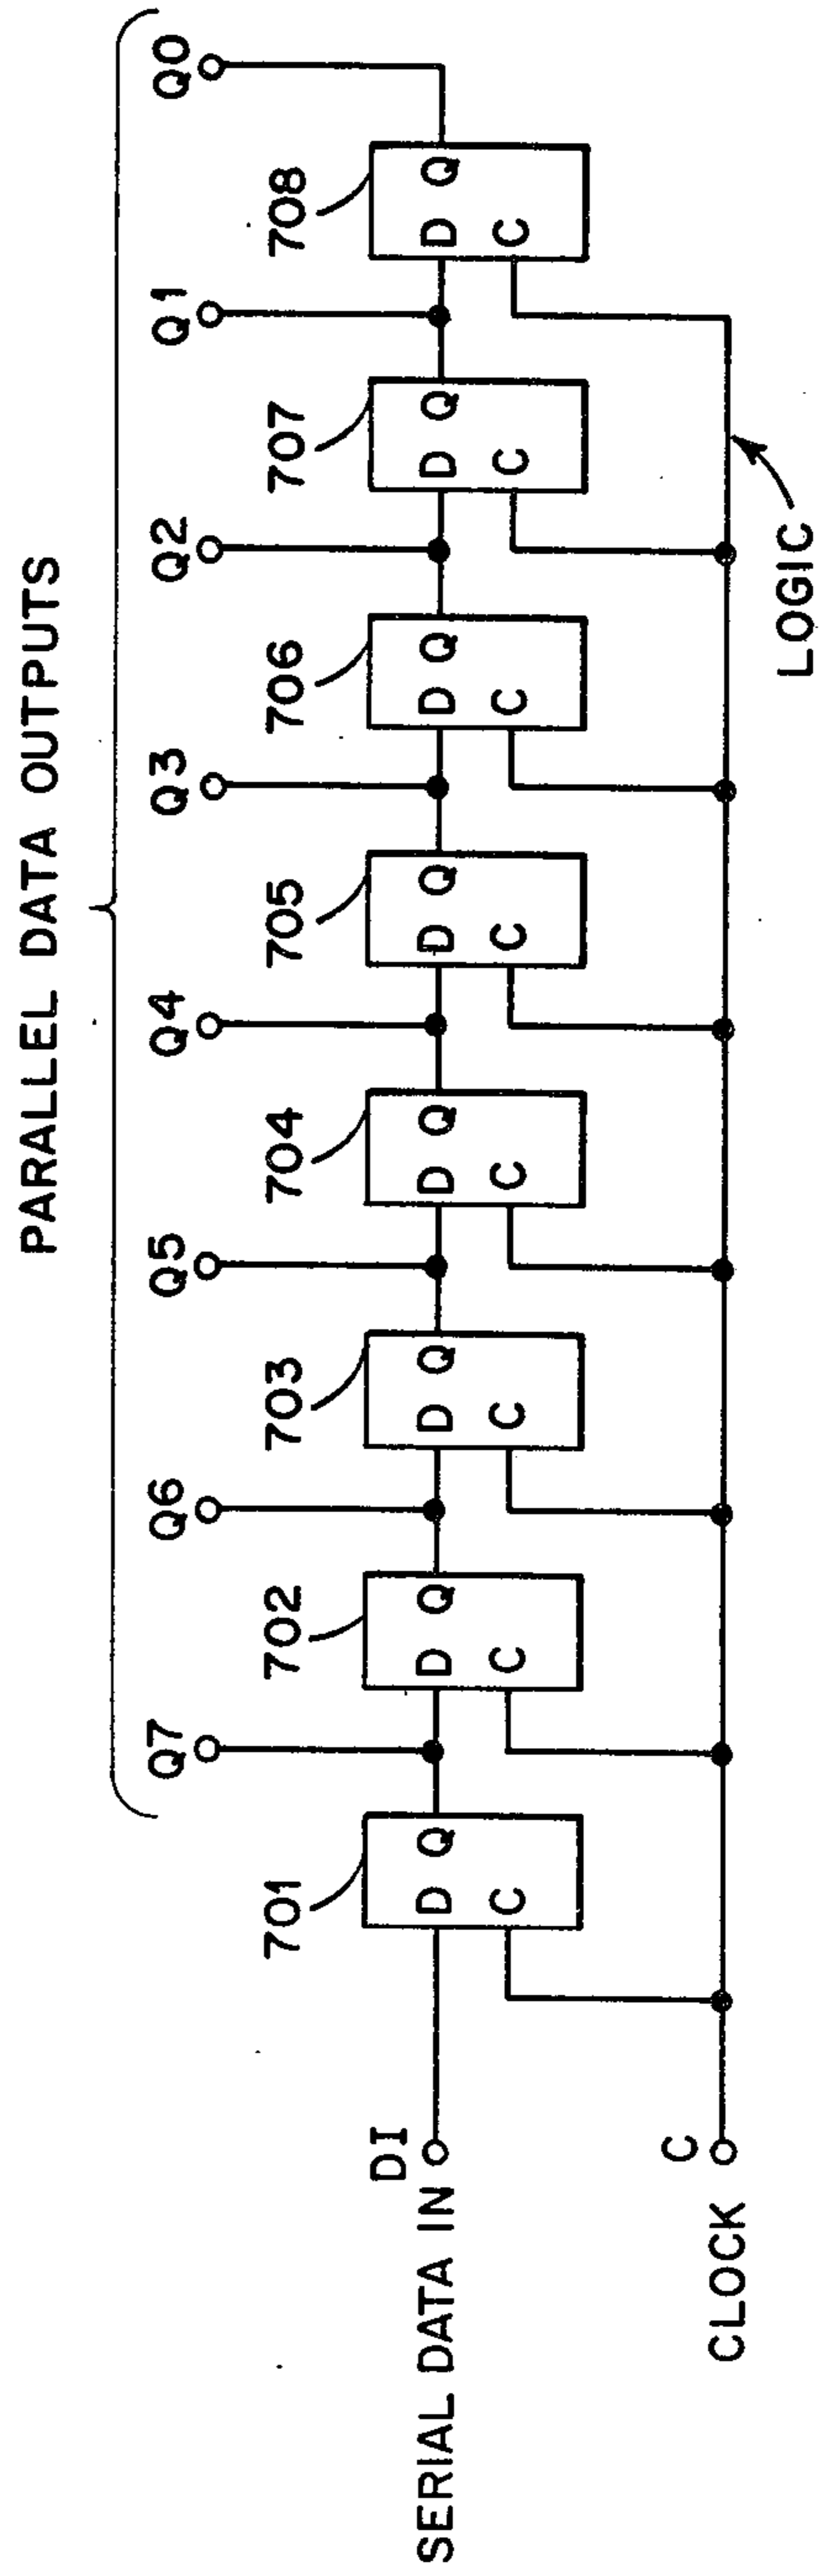 PARALLEL DATA OUTPUTS
Q7 Q6 Q5 Q4 Q3 Q2 Q1 Q0
701 702 703 704 705 706 707 708
DI
SERIAL DATA IN
D Q D Q D Q D Q D Q D Q D Q D Q
C C C C C C C C
C
CLOCK
LOGIC